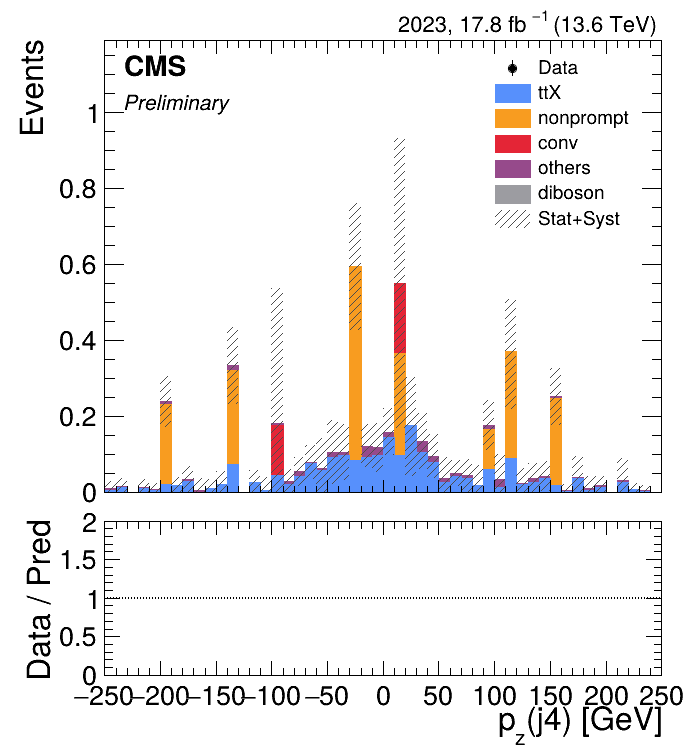 2023, 17.8 fb⁻¹ (13.6 TeV)
CMS
Preliminary
Events
Data
ttX
nonprompt
conv
others
diboson
Stat+Syst
1
0.8
0.6
0.4
0.2
0
Data / Pred
2
1.5
1
0.5
0
−250 −200 −150 −100 −50 0 50 100 150 200 250
p_z(j4) [GeV]